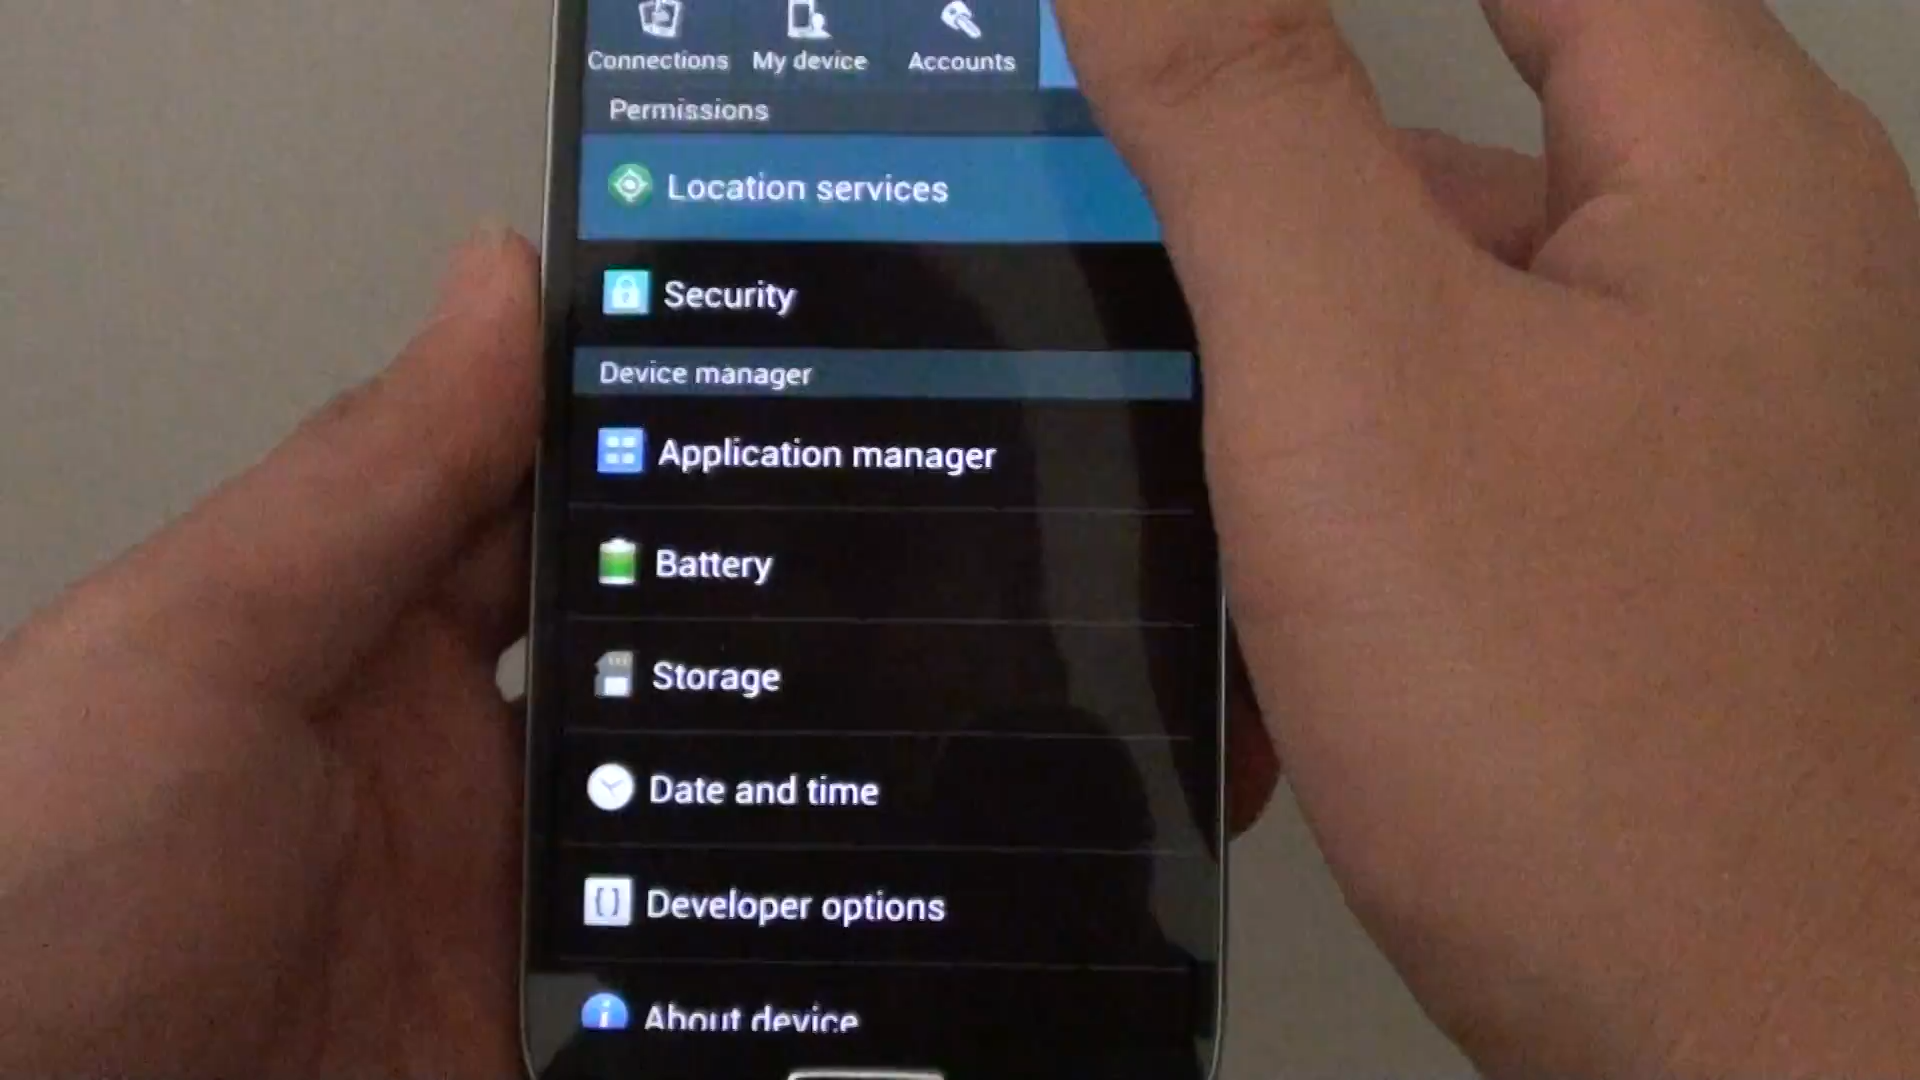 Connections My device Accounts
Permissions
Location services
Security
Device manager
Application manager
Battery
Storage
Date and time
Developer options
About device